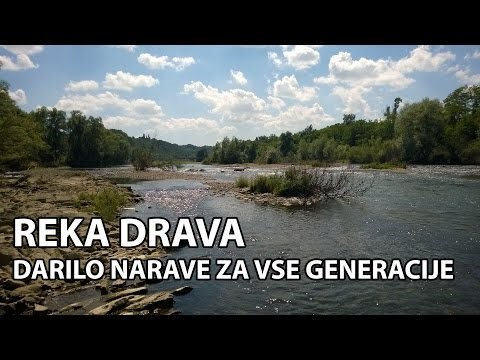 REKA DRAVA
DARILO NARAVE ZA VSE GENERACIJE